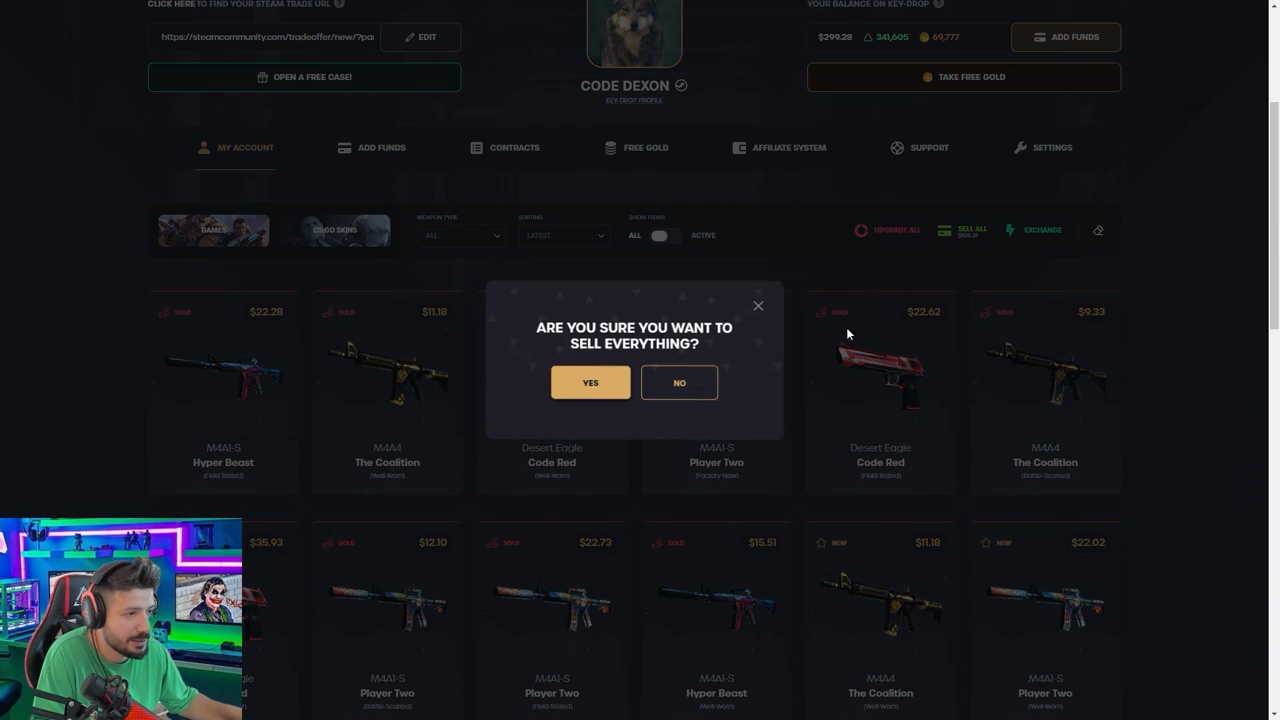 CLICK HERE TO FIND YOUR STEAM TRADE URL ?
YOUR BALANCE ON KEY-DROP ?
https://steamcommunity.com/tradeoffer/new/?par
EDIT
$299.28 341,605 69,777
ADD FUNDS
OPEN A FREE CASE!
CODE DEXON
TAKE FREE GOLD
KEY-DROP PROFILE
MY ACCOUNT
ADD FUNDS
CONTRACTS
FREE GOLD
AFFILIATE SYSTEM
SUPPORT
SETTINGS
GAMES
CS:GO SKINS
WEAPON TYPE
ALL
SORTING
LATEST
SHOW ITEMS
ALL
ACTIVE
UPGRADE ALL
SELL ALL
EXCHANGE
ARE YOU SURE YOU WANT TO
SELL EVERYTHING?
YES
NO
SOLD $22.28
M4A1-S
Hyper Beast
(Field-Tested)
SOLD $11.18
M4A4
The Coalition
(Well-Worn)
Desert Eagle
Code Red
(Well-Worn)
M4A1-S
Player Two
(Factory New)
SOLD $22.62
Desert Eagle
Code Red
(Field-Tested)
SOLD $9.33
M4A4
The Coalition
(Battle-Scarred)
$35.93
SOLD $12.10
M4A1-S
Player Two
(Battle-Scarred)
SOLD $22.73
M4A1-S
Player Two
(Field-Tested)
SOLD $15.51
M4A1-S
Hyper Beast
(Well-Worn)
NEW $11.18
M4A4
The Coalition
(Well-Worn)
NEW $22.02
M4A1-S
Player Two
(Well-Worn)